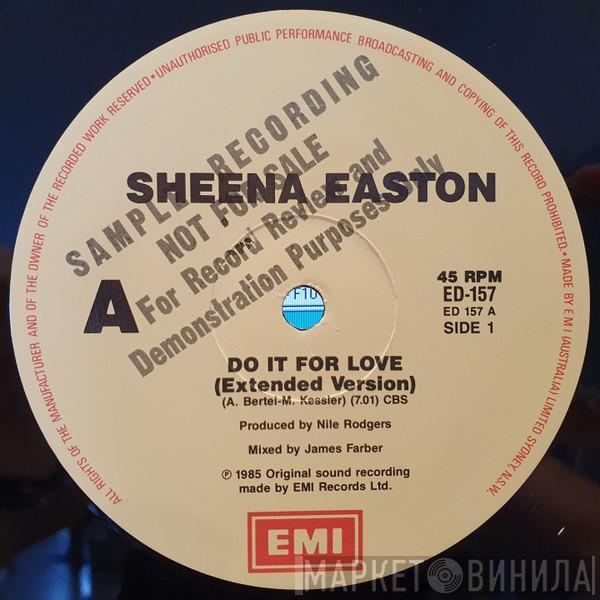 ALL RIGHTS OF THE MANUFACTURER AND OF THE OWNER OF THE RECORDED WORK RESERVED•UNAUTHORISED PUBLIC PERFORMANCE BROADCASTING AND COPYING OF THIS RECORD PROHIBITED.•MADE BY E M I (AUSTRALIA) LIMITED SYDNEY, N.S.W.
SAMPLE RECORDING
NOT FOR SALE
For Record Review and
Demonstration Purposes only
SHEENA EASTON
A
45 RPM
ED-157
ED 157 A
SIDE 1
F10
DO IT FOR LOVE
(Extended Version)
(A. Bertei-M. Kessler) (7.01) CBS
Produced by Nile Rodgers
Mixed by James Farber
℗ 1985 Original sound recording
made by EMI Records Ltd.
EMI
МАРКЕТ ВИНИЛА